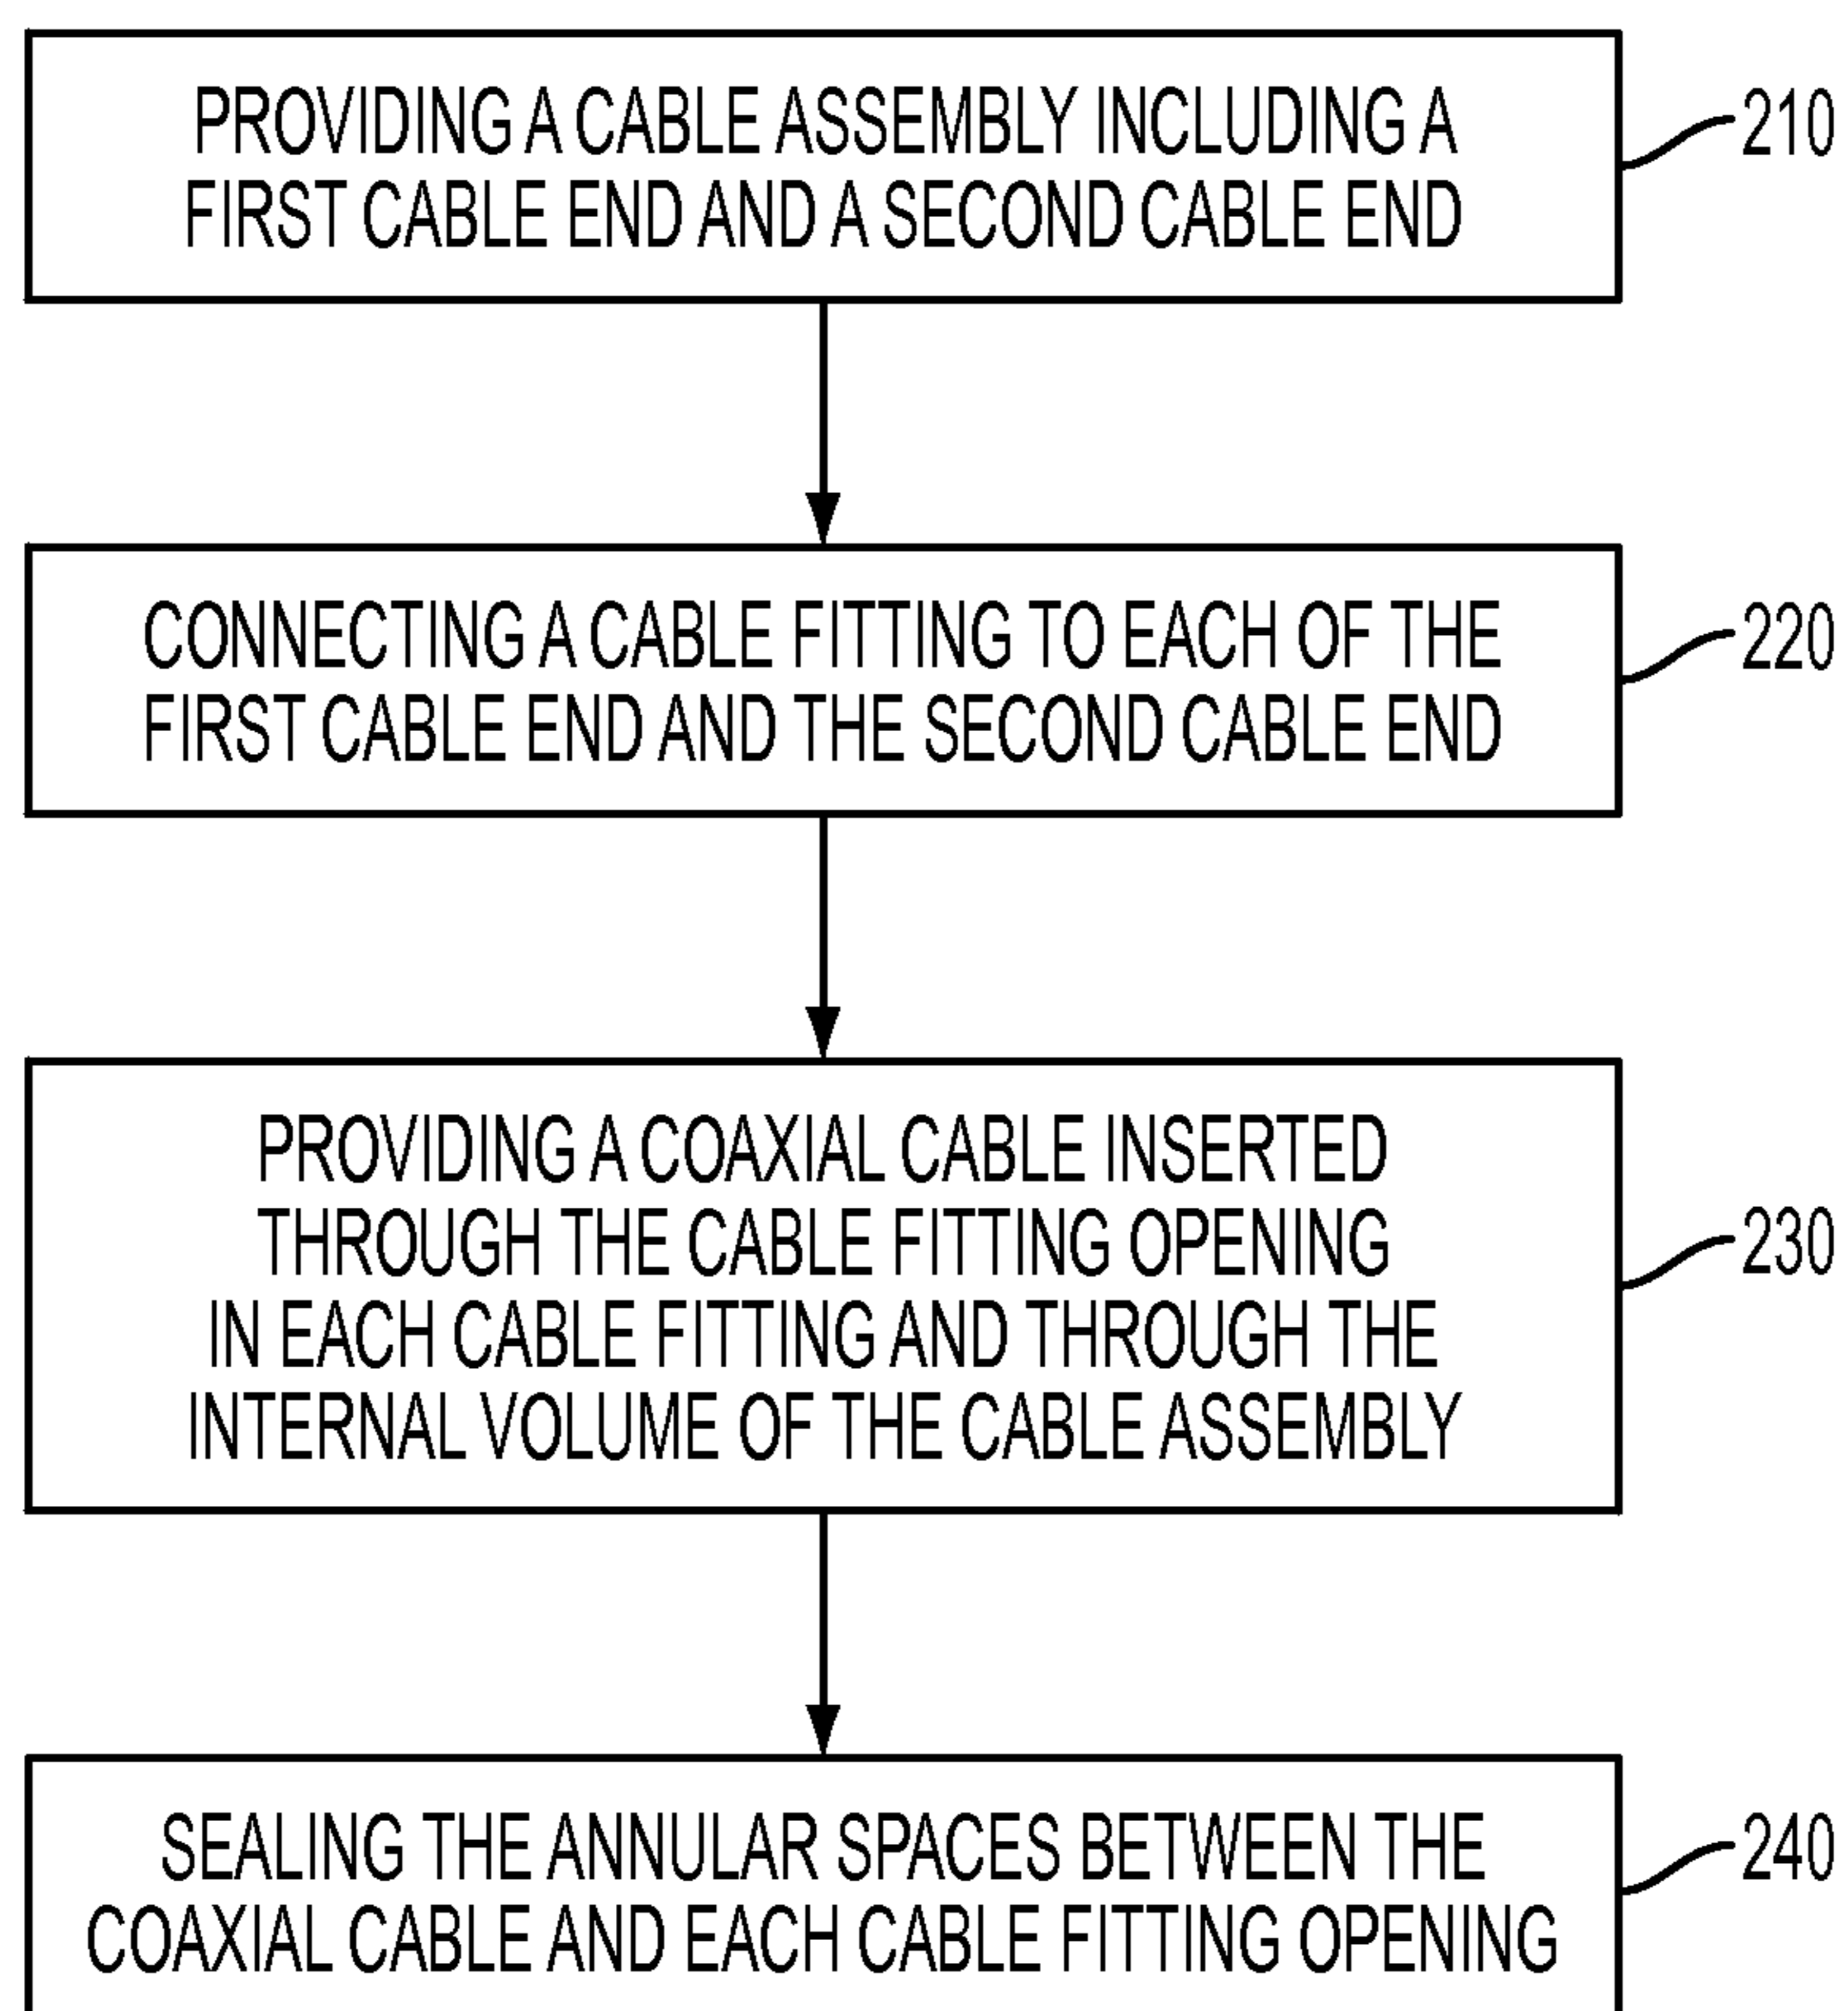 PROVIDING A CABLE ASSEMBLY INCLUDING A
FIRST CABLE END AND A SECOND CABLE END
210
CONNECTING A CABLE FITTING TO EACH OF THE
FIRST CABLE END AND THE SECOND CABLE END
220
PROVIDING A COAXIAL CABLE INSERTED
THROUGH THE CABLE FITTING OPENING
IN EACH CABLE FITTING AND THROUGH THE
INTERNAL VOLUME OF THE CABLE ASSEMBLY
230
SEALING THE ANNULAR SPACES BETWEEN THE
COAXIAL CABLE AND EACH CABLE FITTING OPENING
240